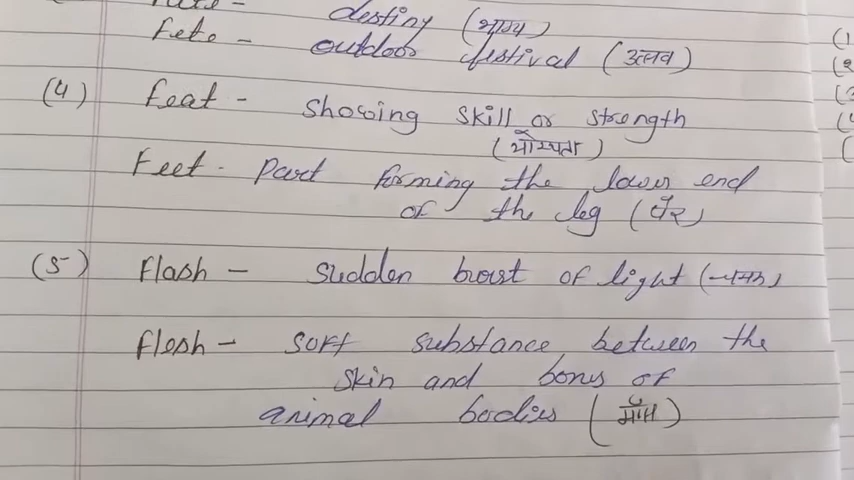 destiny (भाग्य)
Fete - outdoor festival (उत्सव)
(4) Feat - showing skill or strength
(योग्यता)
Feet - Part forming the lower end
of the leg (पैर)
(5) Flash - sudden burst of light (चमक)
Flesh - soft substance between the
skin and bones of
animal bodies (माँस)